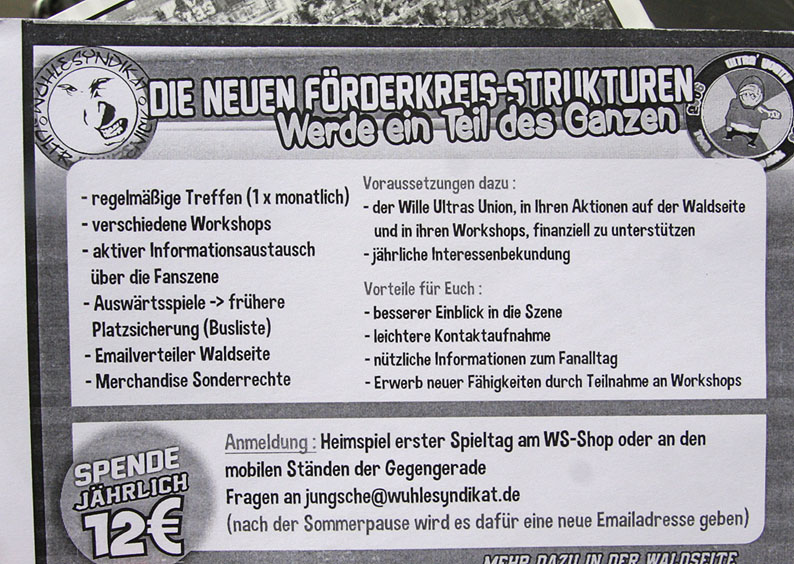 WUHLESYNDIKAT
DIE NEUEN FÖRDERKREIS-STRUKTUREN
Werde ein Teil des Ganzen
- regelmäßige Treffen (1 x monatlich)
- verschiedene Workshops
- aktiver Informationsaustausch
über die Fanszene
- Auswärtsspiele -> frühere
Platzsicherung (Busliste)
- Emailverteiler Waldseite
- Merchandise Sonderrechte
Voraussetzungen dazu :
- der Wille Ultras Union, in Ihren Aktionen auf der Waldseite
und in ihren Workshops, finanziell zu unterstützen
- jährliche Interessenbekundung
Vorteile für Euch :
- besserer Einblick in die Szene
- leichtere Kontaktaufnahme
- nützliche Informationen zum Fanalltag
- Erwerb neuer Fähigkeiten durch Teilnahme an Workshops
SPENDE
JÄHRLICH
12€
Anmeldung : Heimspiel erster Spieltag am WS-Shop oder an den
mobilen Ständen der Gegengerade
Fragen an jungsche@wuhlesyndikat.de
(nach der Sommerpause wird es dafür eine neue Emailadresse geben)
MEHR DAZU IN DER WALDSEITE